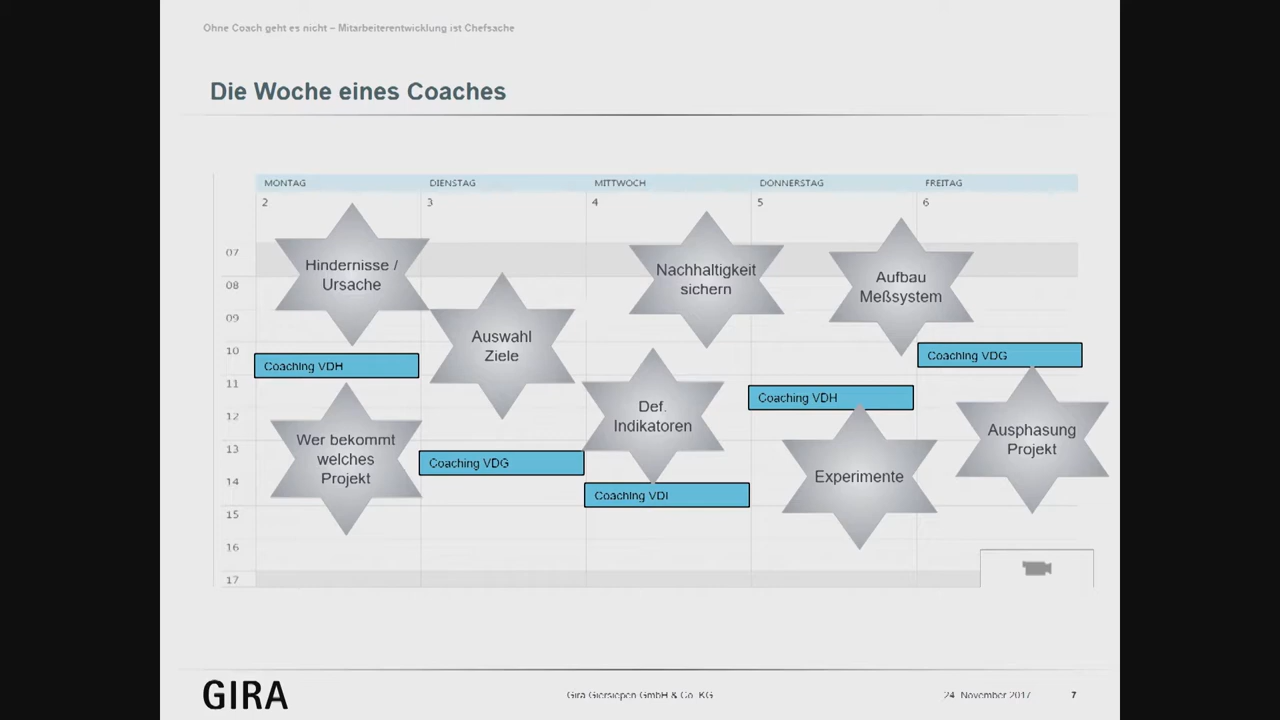 Ohne Coach geht es nicht – Mitarbeiterentwicklung ist Chefsache
Die Woche eines Coaches
MONTAG DIENSTAG MITTWOCH DONNERSTAG FREITAG
2 3 4 5 6
07
08
09
10
11
12
13
14
15
16
17
Hindernisse /
Ursache
Coaching VDH
Wer bekommt
welches
Projekt
Auswahl
Ziele
Coaching VDG
Nachhaltigkeit
sichern
Def.
Indikatoren
Coaching VDI
Aufbau
Meßsystem
Coaching VDH
Experimente
Coaching VDG
Ausphasung
Projekt
GIRA
Gira Giersiepen GmbH & Co. KG
24. November 2017
7